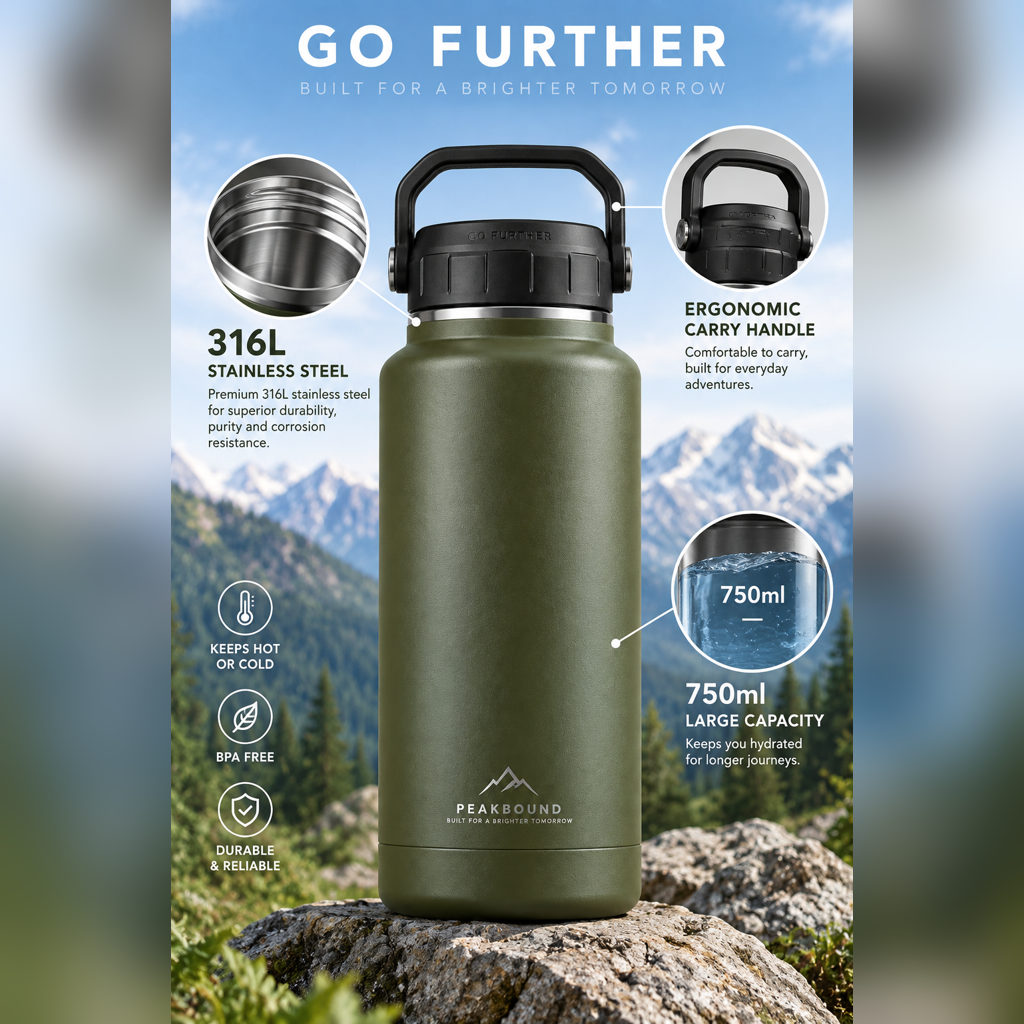 GO FURTHER
BUILT FOR A BRIGHTER TOMORROW
GO FURTHER
316L
STAINLESS STEEL
Premium 316L stainless steel
for superior durability,
purity and corrosion
resistance.
ERGONOMIC
CARRY HANDLE
Comfortable to carry,
built for everyday
adventures.
750ml
750ml
LARGE CAPACITY
Keeps you hydrated
for longer journeys.
KEEPS HOT
OR COLD
BPA FREE
DURABLE
& RELIABLE
PEAKBOUND
BUILT FOR A BRIGHTER TOMORROW